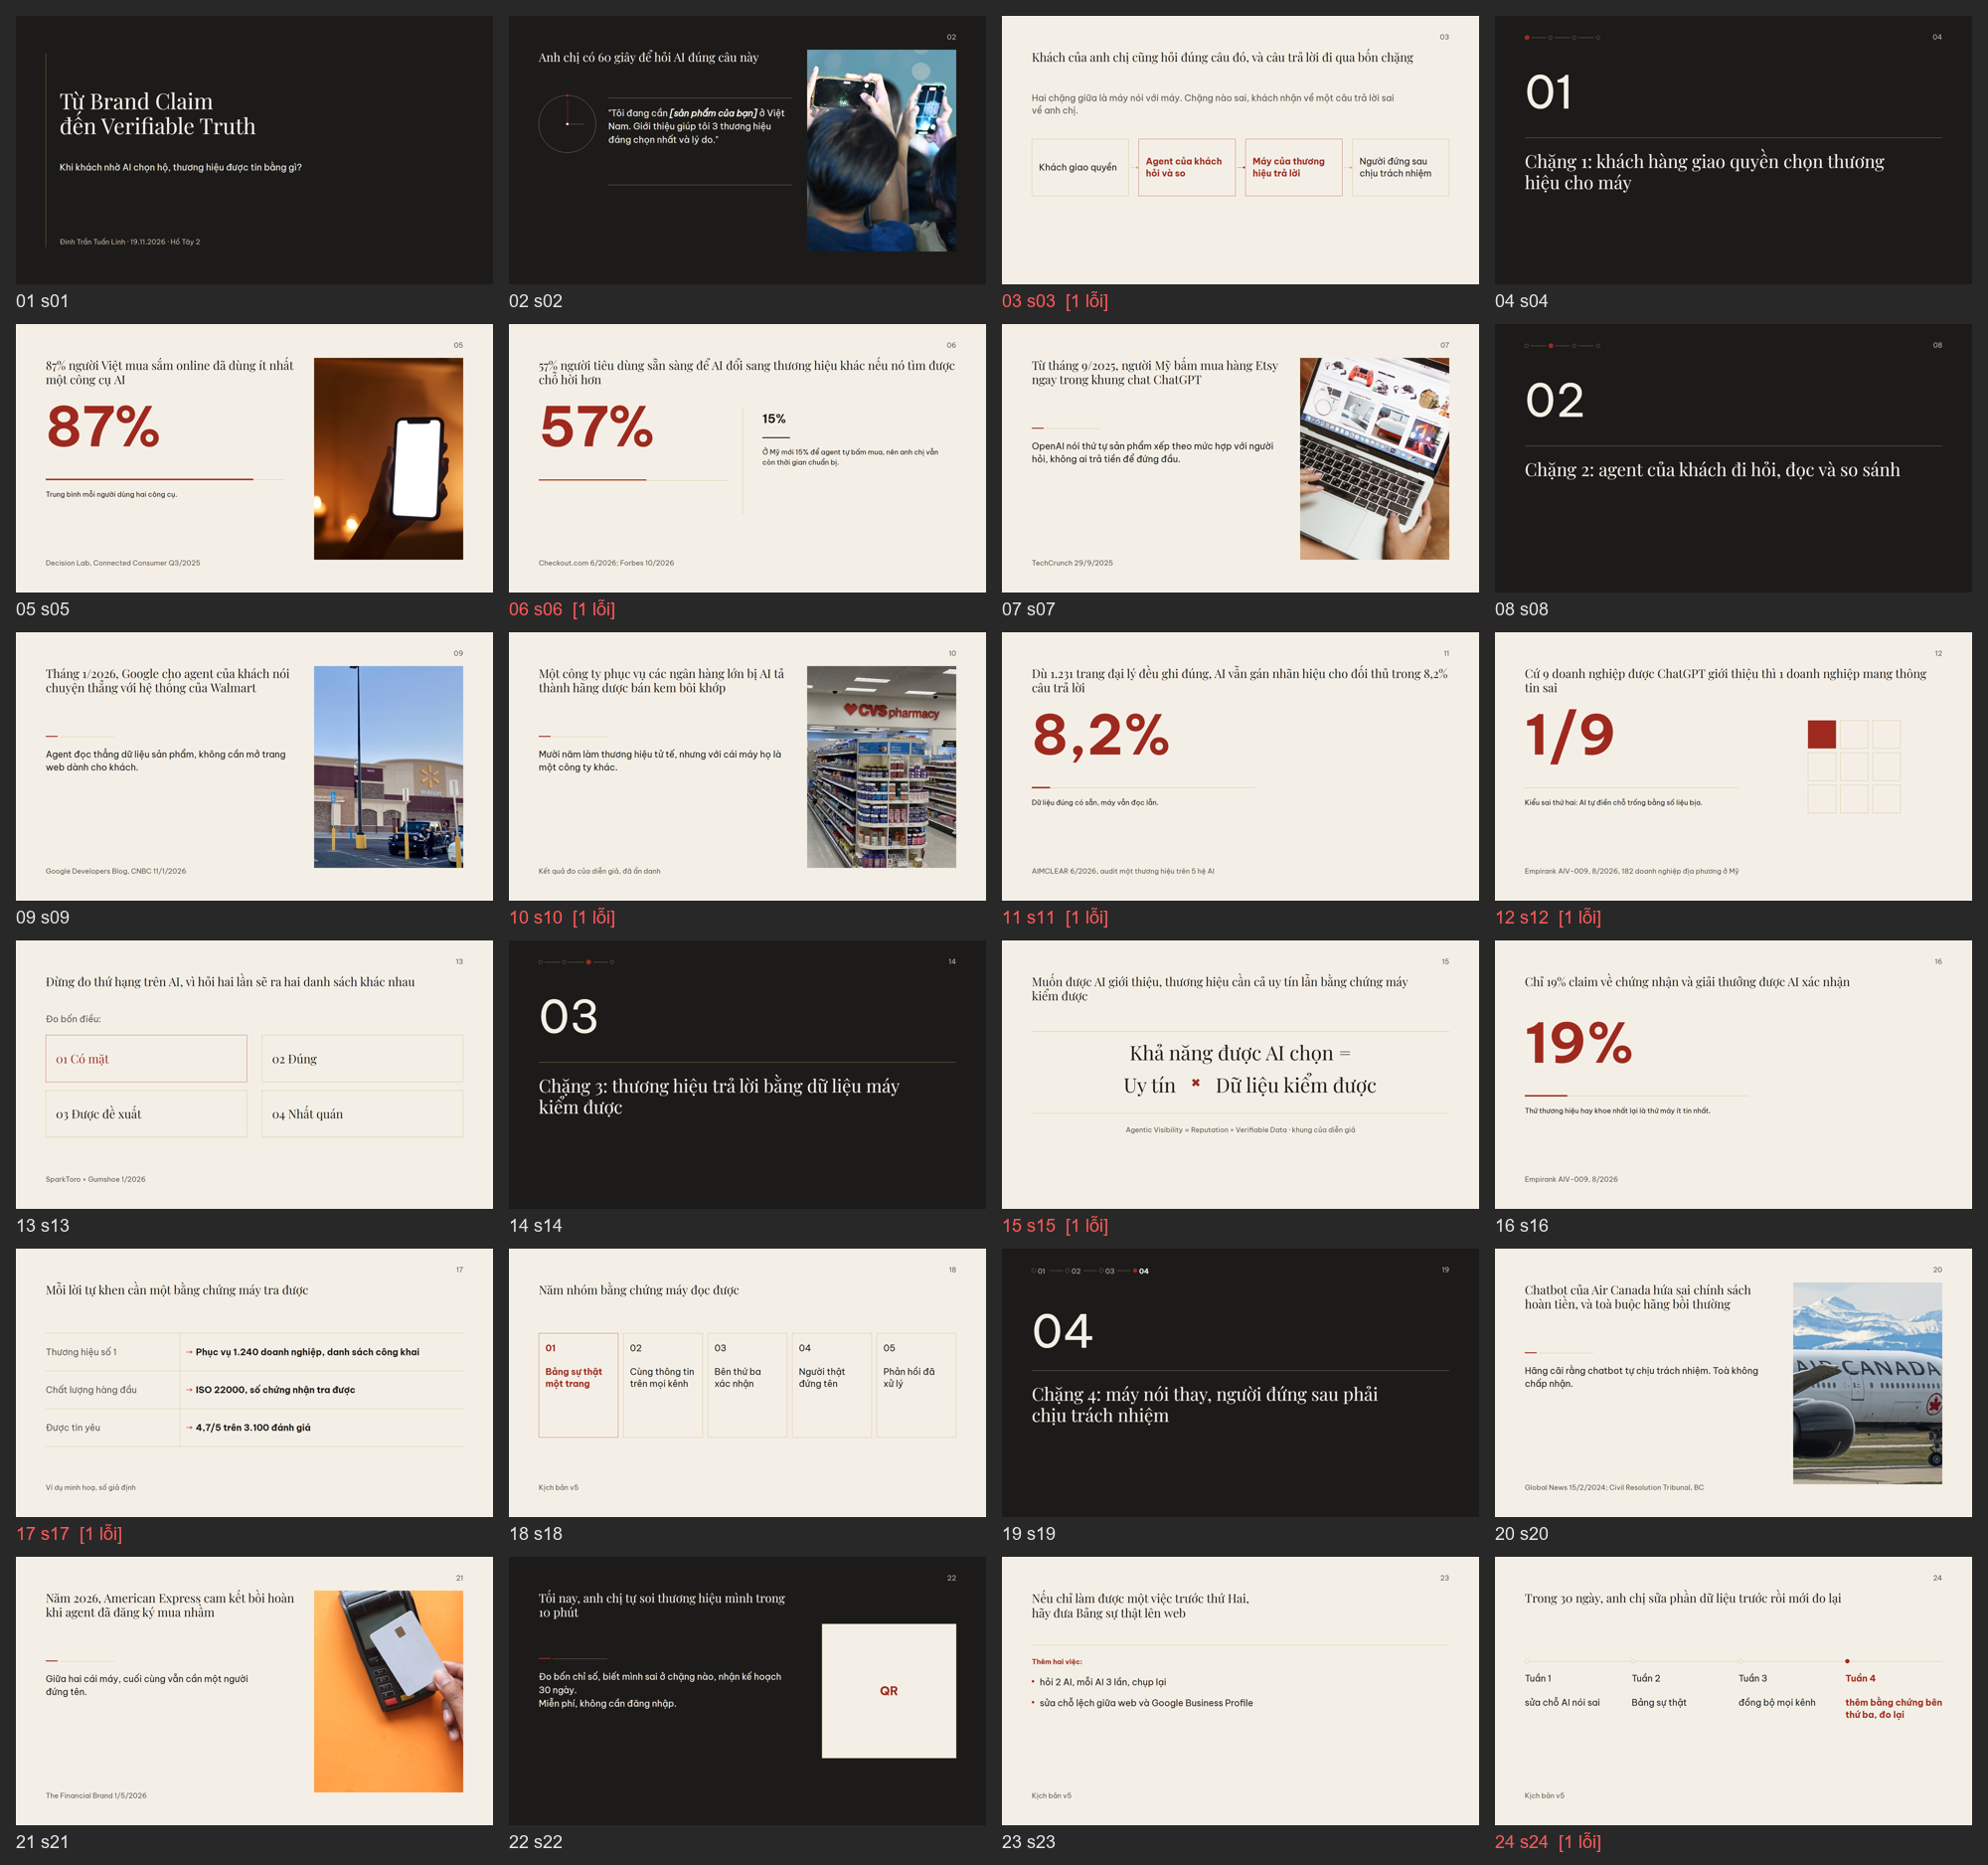 Từ Brand Claim
đến Verifiable Truth
Khi khách nhờ AI chọn hộ, thương hiệu được tin bằng gì?
Đinh Trần Tuấn Linh · 19.11.2026 · Hồ Tây 2
01 s01
02
Anh chị có 60 giây để hỏi AI đúng câu này
"Tôi đang cần [sản phẩm của bạn] ở Việt
Nam. Giới thiệu giúp tôi 3 thương hiệu
đáng chọn nhất và lý do."
02 s02
03
Khách của anh chị cũng hỏi đúng câu đó, và câu trả lời đi qua bốn chặng
Hai chặng giữa là máy nói với máy. Chặng nào sai, khách nhận về một câu trả lời sai
về anh chị.
Khách giao quyền
Agent của khách
hỏi và so
Máy của thương
hiệu trả lời
Người đứng sau
chịu trách nhiệm
03 s03 [1 lỗi]
04
01
Chặng 1: khách hàng giao quyền chọn thương
hiệu cho máy
04 s04
05
87% người Việt mua sắm online đã dùng ít nhất
một công cụ AI
87%
Trung bình mỗi người dùng hai công cụ.
Decision Lab, Connected Consumer Q3/2025
05 s05
06
57% người tiêu dùng sẵn sàng để AI đổi sang thương hiệu khác nếu nó tìm được
chỗ hời hơn
57%
15%
Ở Mỹ mới 15% để agent tự bấm mua, nên anh chị vẫn
còn thời gian chuẩn bị.
Checkout.com 6/2026; Forbes 10/2026
06 s06 [1 lỗi]
07
Từ tháng 9/2025, người Mỹ bấm mua hàng Etsy
ngay trong khung chat ChatGPT
OpenAI nói thứ tự sản phẩm xếp theo mức hợp với người
hỏi, không ai trả tiền để đứng đầu.
TechCrunch 29/9/2025
07 s07
08
02
Chặng 2: agent của khách đi hỏi, đọc và so sánh
08 s08
09
Tháng 1/2026, Google cho agent của khách nói
chuyện thẳng với hệ thống của Walmart
Agent đọc thẳng dữ liệu sản phẩm, không cần mở trang
web dành cho khách.
Walmart
Google Developers Blog, CNBC 11/1/2026
09 s09
10
Một công ty phục vụ các ngân hàng lớn bị AI tả
thành hãng dược bán kem bôi khớp
Mười năm làm thương hiệu tử tế, nhưng với cái máy họ là
một công ty khác.
CVS pharmacy
Kết quả đo của diễn giả, đã ẩn danh
10 s10 [1 lỗi]
11
Dù 1.231 trang đại lý đều ghi đúng, AI vẫn gán nhãn hiệu cho đối thủ trong 8,2%
câu trả lời
8,2%
Dữ liệu đúng có sẵn, máy vẫn đọc lẫn.
AIMCLEAR 6/2026, audit một thương hiệu trên 5 hệ AI
11 s11 [1 lỗi]
12
Cứ 9 doanh nghiệp được ChatGPT giới thiệu thì 1 doanh nghiệp mang thông
tin sai
1/9
Kiểu sai thứ hai: AI tự điền chỗ trống bằng số liệu bịa.
Empirank AIV-009, 8/2026, 182 doanh nghiệp địa phương ở Mỹ
12 s12 [1 lỗi]
13
Đừng đo thứ hạng trên AI, vì hỏi hai lần sẽ ra hai danh sách khác nhau
Đo bốn điều:
01 Có mặt
02 Đúng
03 Được đề xuất
04 Nhất quán
SparkToro × Gumshoe 1/2026
13 s13
14
03
Chặng 3: thương hiệu trả lời bằng dữ liệu máy
kiểm được
14 s14
15
Muốn được AI giới thiệu, thương hiệu cần cả uy tín lẫn bằng chứng máy
kiểm được
Khả năng được AI chọn =
Uy tín × Dữ liệu kiểm được
Agentic Visibility = Reputation × Verifiable Data · khung của diễn giả
15 s15 [1 lỗi]
16
Chỉ 19% claim về chứng nhận và giải thưởng được AI xác nhận
19%
Thứ thương hiệu hay khoe nhất lại là thứ máy ít tin nhất.
Empirank AIV-009, 8/2026
16 s16
17
Mỗi lời tự khen cần một bằng chứng máy tra được
Thương hiệu số 1 → Phục vụ 1.240 doanh nghiệp, danh sách công khai
Chất lượng hàng đầu → ISO 22000, số chứng nhận tra được
Được tin yêu → 4,7/5 trên 3.100 đánh giá
Ví dụ minh hoạ, số giả định
17 s17 [1 lỗi]
18
Năm nhóm bằng chứng máy đọc được
01
Bảng sự thật
một trang
02
Cùng thông tin
trên mọi kênh
03
Bên thứ ba
xác nhận
04
Người thật
đứng tên
05
Phản hồi đã
xử lý
Kịch bản v5
18 s18
01 02 03 04
19
04
Chặng 4: máy nói thay, người đứng sau phải
chịu trách nhiệm
19 s19
20
Chatbot của Air Canada hứa sai chính sách
hoàn tiền, và toà buộc hãng bồi thường
Hãng cãi rằng chatbot tự chịu trách nhiệm. Toà không
chấp nhận.
AIR CANADA
Global News 15/2/2024; Civil Resolution Tribunal, BC
20 s20
21
Năm 2026, American Express cam kết bồi hoàn
khi agent đã đăng ký mua nhầm
Giữa hai cái máy, cuối cùng vẫn cần một người
đứng tên.
The Financial Brand 1/5/2026
21 s21
22
Tối nay, anh chị tự soi thương hiệu mình trong
10 phút
Đo bốn chỉ số, biết mình sai ở chặng nào, nhận kế hoạch
30 ngày.
Miễn phí, không cần đăng nhập.
QR
22 s22
23
Nếu chỉ làm được một việc trước thứ Hai,
hãy đưa Bảng sự thật lên web
Thêm hai việc:
• hỏi 2 AI, mỗi AI 3 lần, chụp lại
• sửa chỗ lệch giữa web và Google Business Profile
Kịch bản v5
23 s23
24
Trong 30 ngày, anh chị sửa phần dữ liệu trước rồi mới đo lại
Tuần 1
sửa chỗ AI nói sai
Tuần 2
Bảng sự thật
Tuần 3
đồng bộ mọi kênh
Tuần 4
thêm bằng chứng bên
thứ ba, đo lại
Kịch bản v5
24 s24 [1 lỗi]